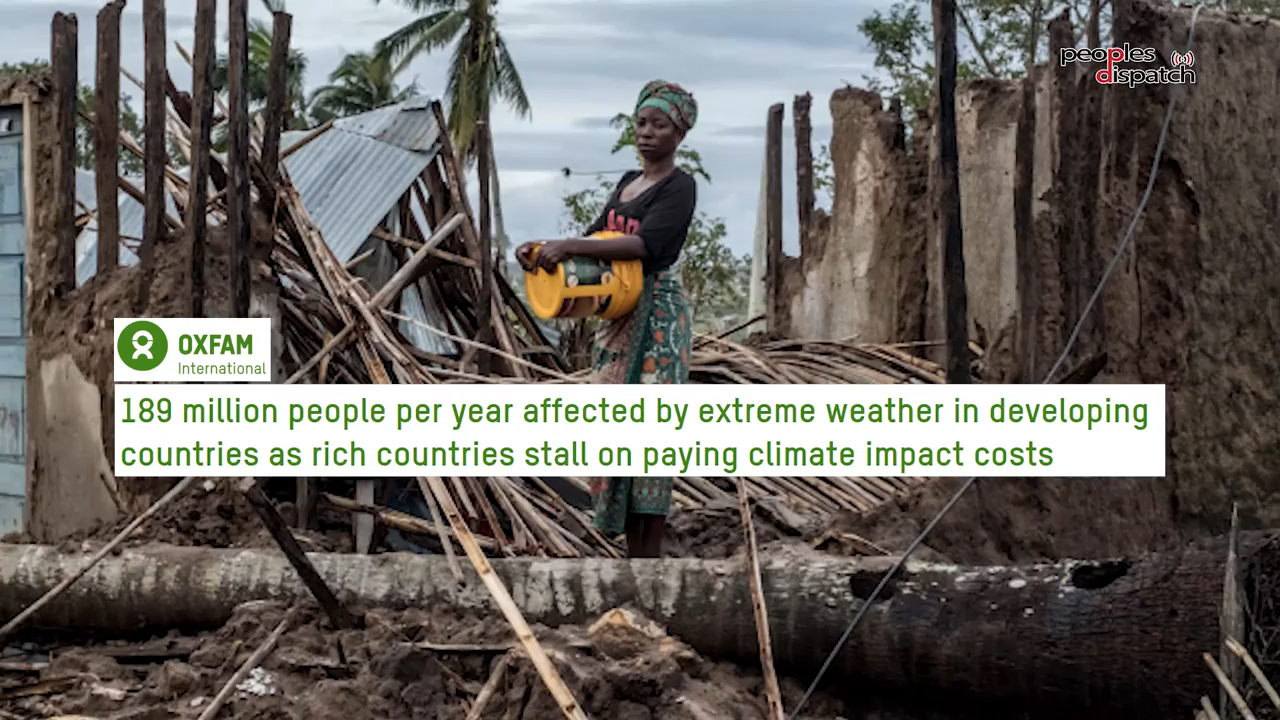 peoples
dispatch
OXFAM
International
189 million people per year affected by extreme weather in developing
countries as rich countries stall on paying climate impact costs